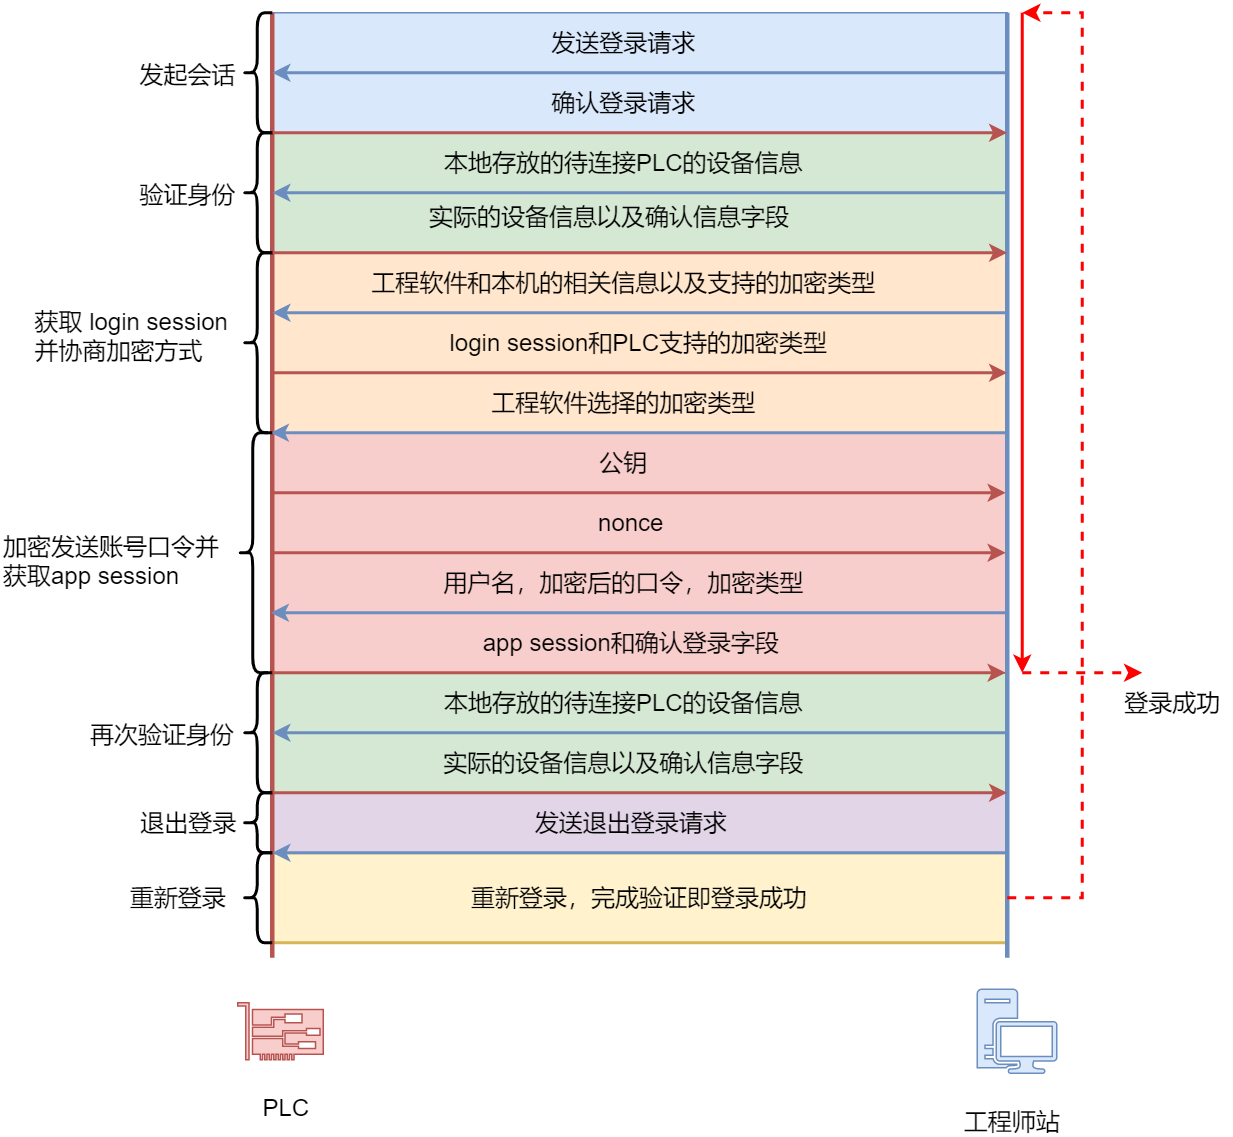 发送登录请求
发起会话
确认登录请求
本地存放的待连接PLC的设备信息
验证身份
实际的设备信息以及确认信息字段
工程软件和本机的相关信息以及支持的加密类型
获取 login session
并协商加密方式
login session和PLC支持的加密类型
工程软件选择的加密类型
公钥
nonce
加密发送账号口令并
获取app session
用户名，加密后的口令，加密类型
app session和确认登录字段
本地存放的待连接PLC的设备信息
登录成功
再次验证身份
实际的设备信息以及确认信息字段
退出登录
发送退出登录请求
重新登录
重新登录，完成验证即登录成功
PLC
工程师站